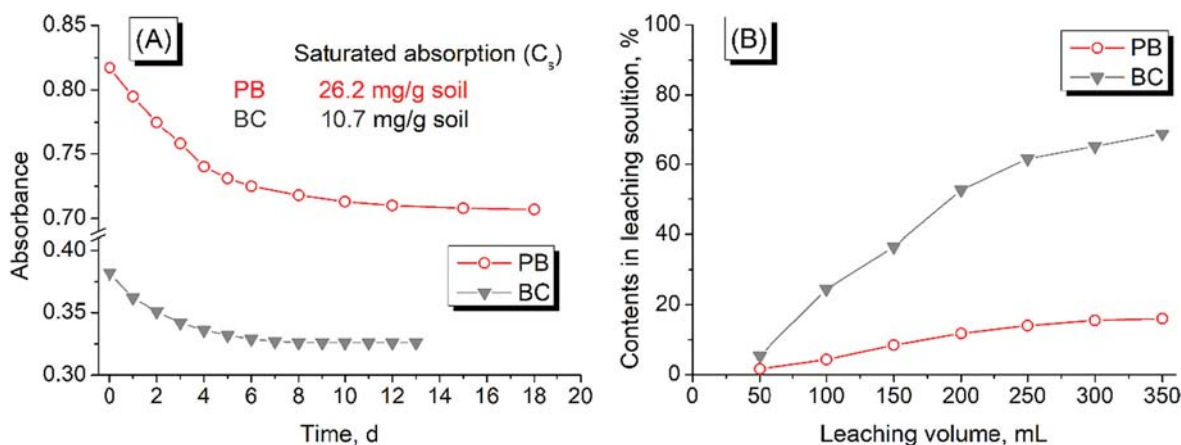 (A)
Saturated absorption (Cs)
PB 26.2 mg/g soil
BC 10.7 mg/g soil
Absorbance
0.85
0.80
0.75
0.70
0.40
0.35
0.30
PB
BC
0 2 4 6 8 10 12 14 16 18 20
Time, d
(B)
PB
BC
Contents in leaching soultion, %
100
80
60
40
20
0
0 50 100 150 200 250 300 350
Leaching volume, mL